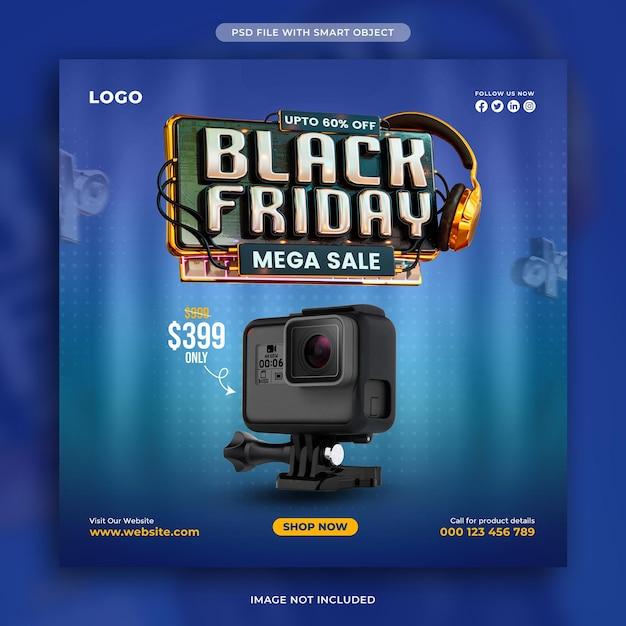 PSD FILE WITH SMART OBJECT
LOGO
FOLLOW US NOW
UPTO 60% OFF
BLACK
FRIDAY
MEGA SALE
$999
$399
ONLY
00:06
Visit Our Website
www.website.com
SHOP NOW
Call for product details
000 123 456 789
IMAGE NOT INCLUDED